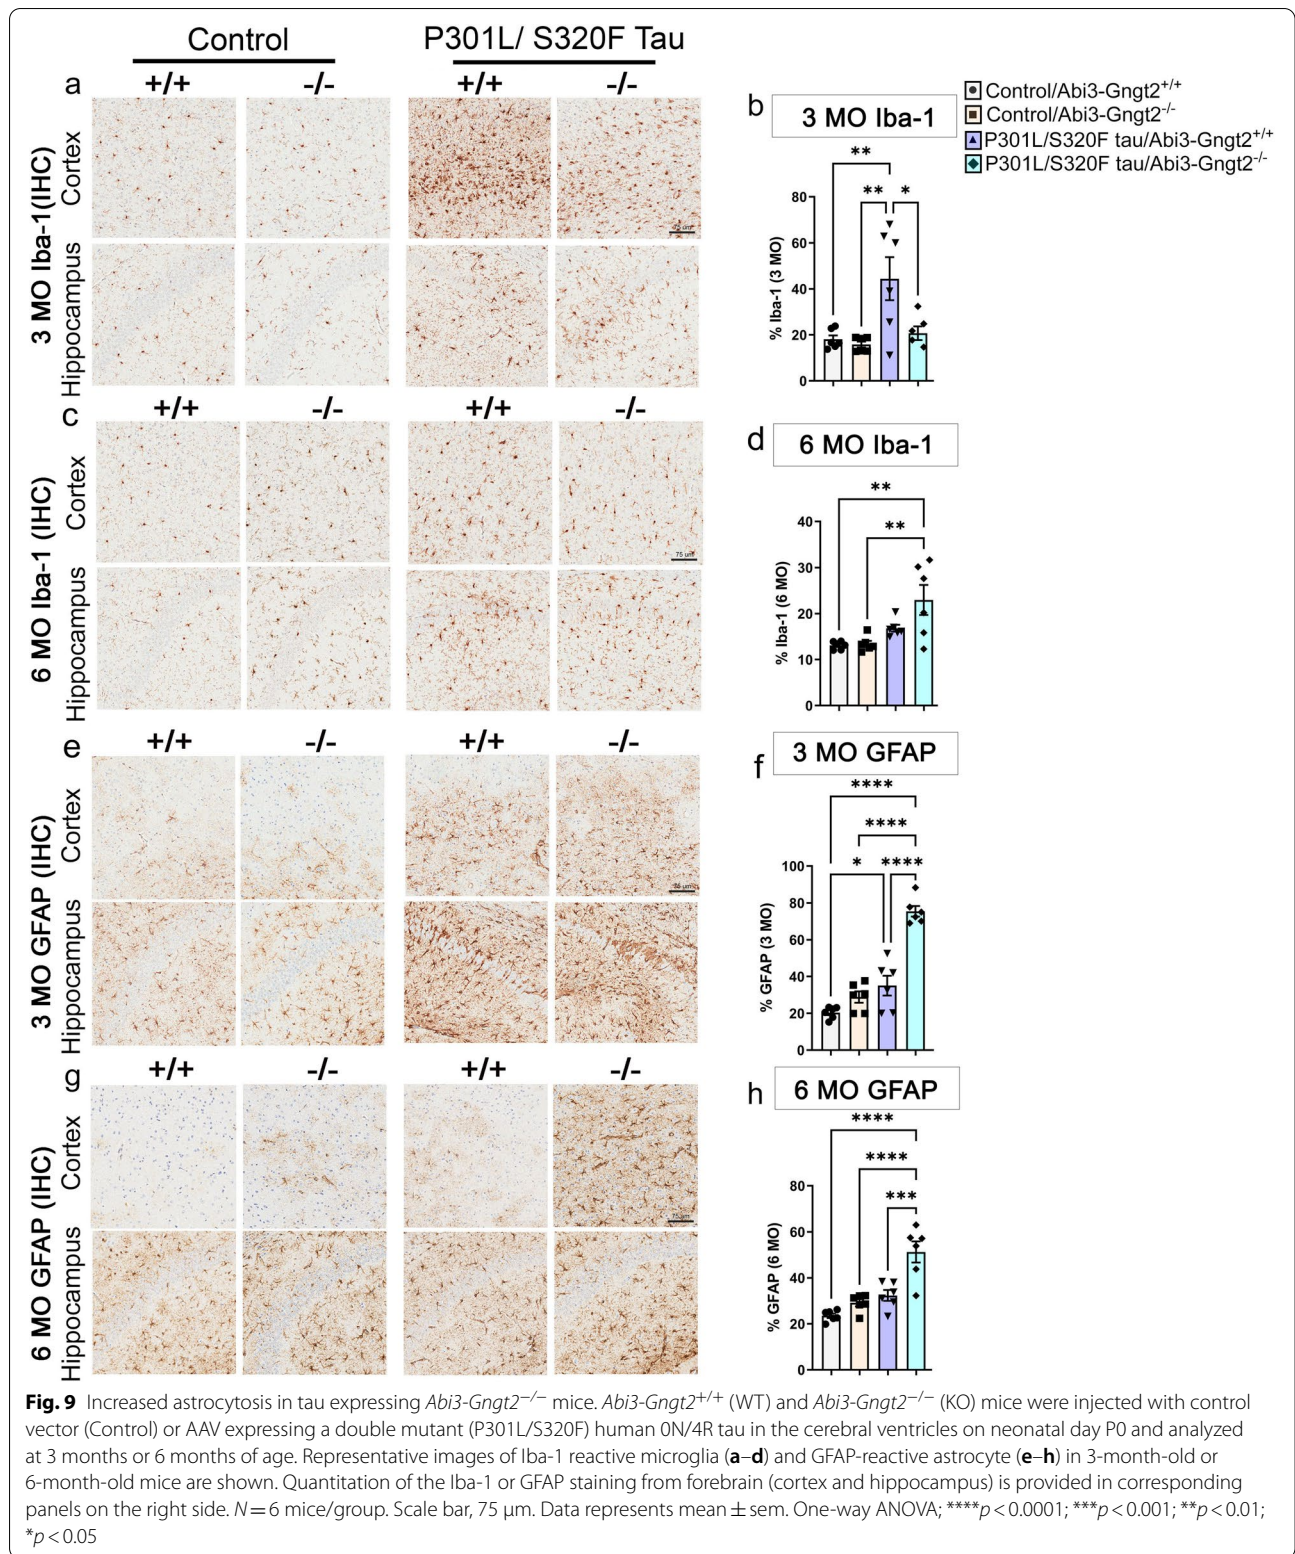 Control
P301L/ S320F Tau
a
+/+
-/-
+/+
-/-
3 MO Iba-1(IHC)
Cortex
Hippocampus
75 um
b
3 MO Iba-1
Control/Abi3-Gngt2+/+
Control/Abi3-Gngt2-/-
P301L/S320F tau/Abi3-Gngt2+/+
P301L/S320F tau/Abi3-Gngt2-/-
**
** *
% Iba-1 (3 MO)
80
60
40
20
0
c
+/+
-/-
+/+
-/-
6 MO Iba-1 (IHC)
Cortex
Hippocampus
75 um
d
6 MO Iba-1
**
**
% Iba-1 (6 MO)
40
30
20
10
0
e
+/+
-/-
+/+
-/-
3 MO GFAP (IHC)
Cortex
Hippocampus
f
3 MO GFAP
****
****
* ****
% GFAP (3 MO)
100
80
60
40
20
0
g
+/+
-/-
+/+
-/-
6 MO GFAP (IHC)
Cortex
Hippocampus
75 um
h
6 MO GFAP
****
****
***
% GFAP (6 MO)
80
60
40
20
0
Fig. 9 Increased astrocytosis in tau expressing Abi3-Gngt2−/− mice. Abi3-Gngt2+/+ (WT) and Abi3-Gngt2−/− (KO) mice were injected with control
vector (Control) or AAV expressing a double mutant (P301L/S320F) human 0N/4R tau in the cerebral ventricles on neonatal day P0 and analyzed
at 3 months or 6 months of age. Representative images of Iba-1 reactive microglia (a–d) and GFAP-reactive astrocyte (e–h) in 3-month-old or
6-month-old mice are shown. Quantitation of the Iba-1 or GFAP staining from forebrain (cortex and hippocampus) is provided in corresponding
panels on the right side. N = 6 mice/group. Scale bar, 75 µm. Data represents mean ± sem. One-way ANOVA; ****p < 0.0001; ***p < 0.001; **p < 0.01;
*p < 0.05